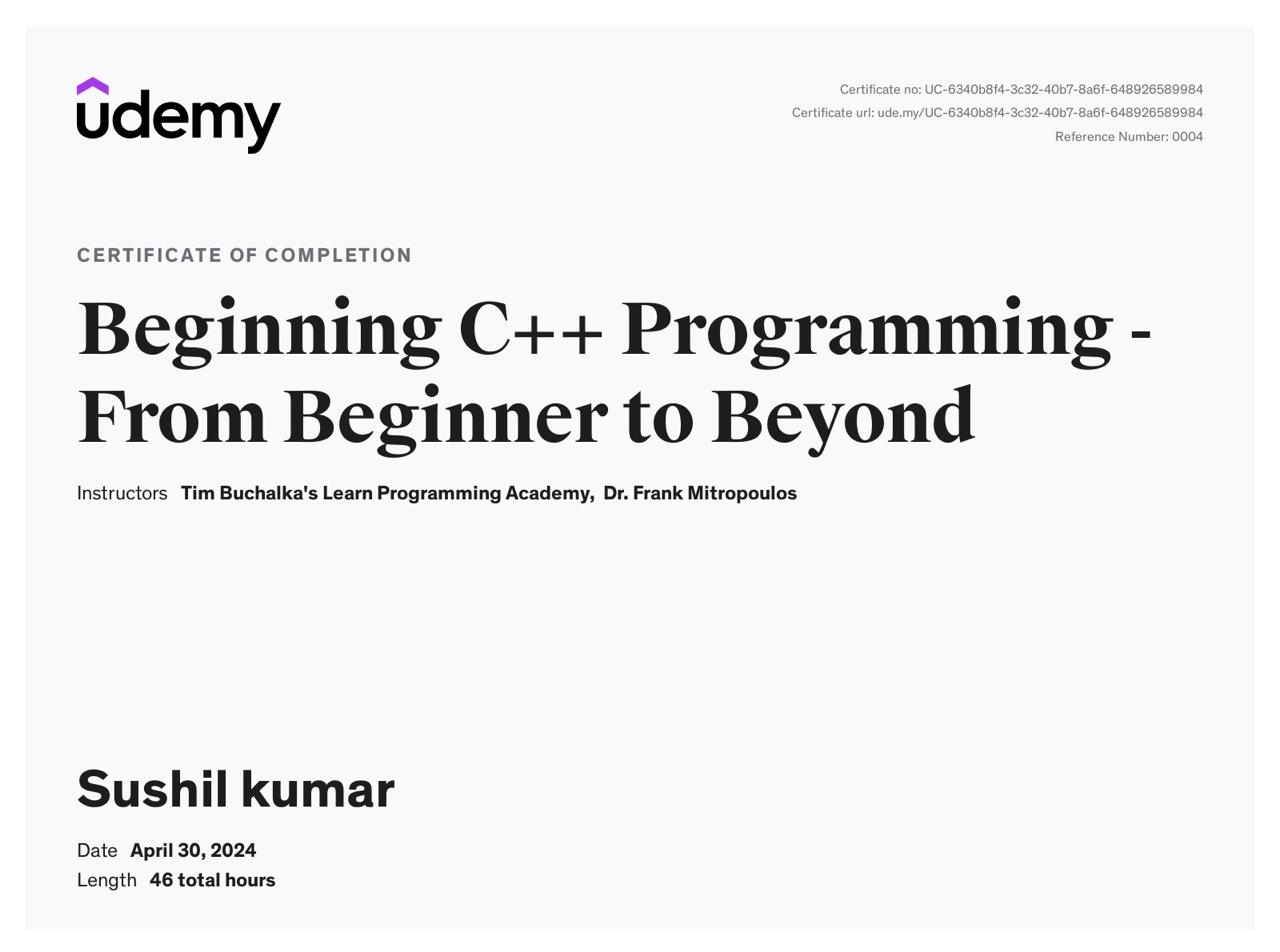 udemy
Certificate no: UC-6340b8f4-3c32-40b7-8a6f-648926589984
Certificate url: ude.my/UC-6340b8f4-3c32-40b7-8a6f-648926589984
Reference Number: 0004
CERTIFICATE OF COMPLETION
Beginning C++ Programming -
From Beginner to Beyond
Instructors Tim Buchalka's Learn Programming Academy, Dr. Frank Mitropoulos
Sushil kumar
Date April 30, 2024
Length 46 total hours